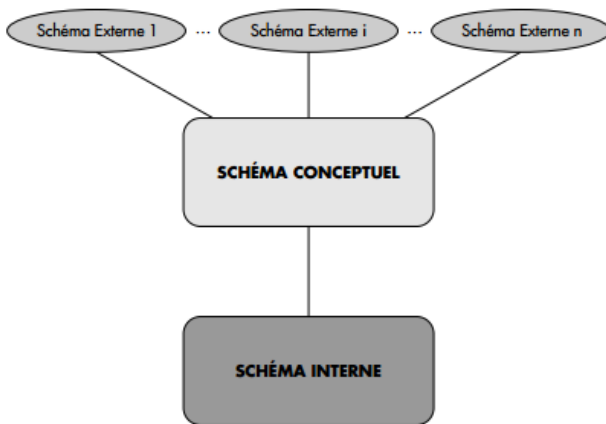 Schéma Externe 1 ... Schéma Externe i ... Schéma Externe n
SCHÉMA CONCEPTUEL
SCHÉMA INTERNE